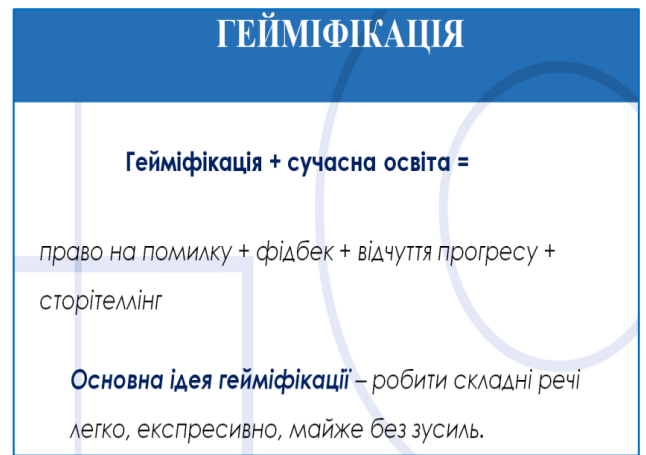 ГЕЙМІФІКАЦІЯ
Гейміфікація + сучасна освіта =
право на помилку + фідбек + відчуття прогресу +
сторітеллінг
Основна ідея гейміфікації – робити складні речі
легко, експресивно, майже без зусиль.